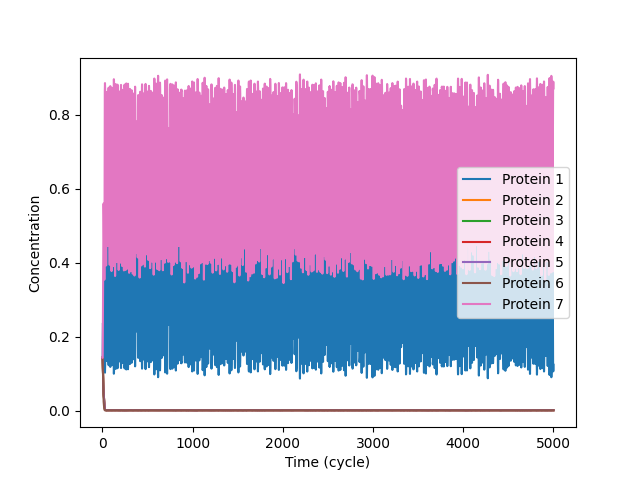 Concentration
0.8
0.6
0.4
0.2
0.0
0
1000
2000
3000
4000
5000
Time (cycle)
Protein 1
Protein 2
Protein 3
Protein 4
Protein 5
Protein 6
Protein 7